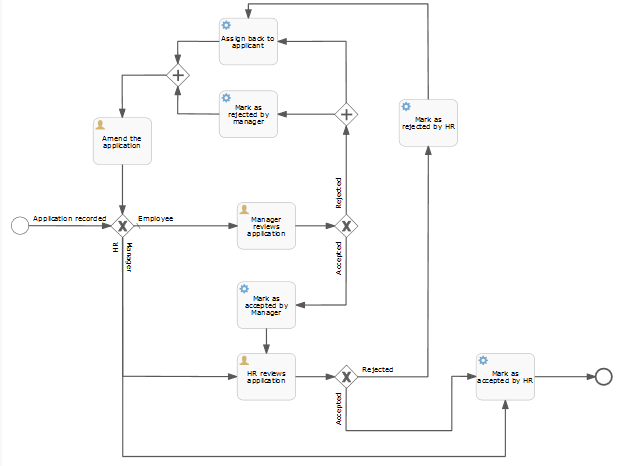 Assign back to
applicant
Mark as
rejected by
manager
Mark as
rejected by HR
Amend the
application
Rejected
Application recorded
Employee
Manager
reviews
application
HR
Manager
Accepted
Mark as
accepted by
Manager
HR reviews
application
Rejected
Mark as
accepted by HR
Accepted